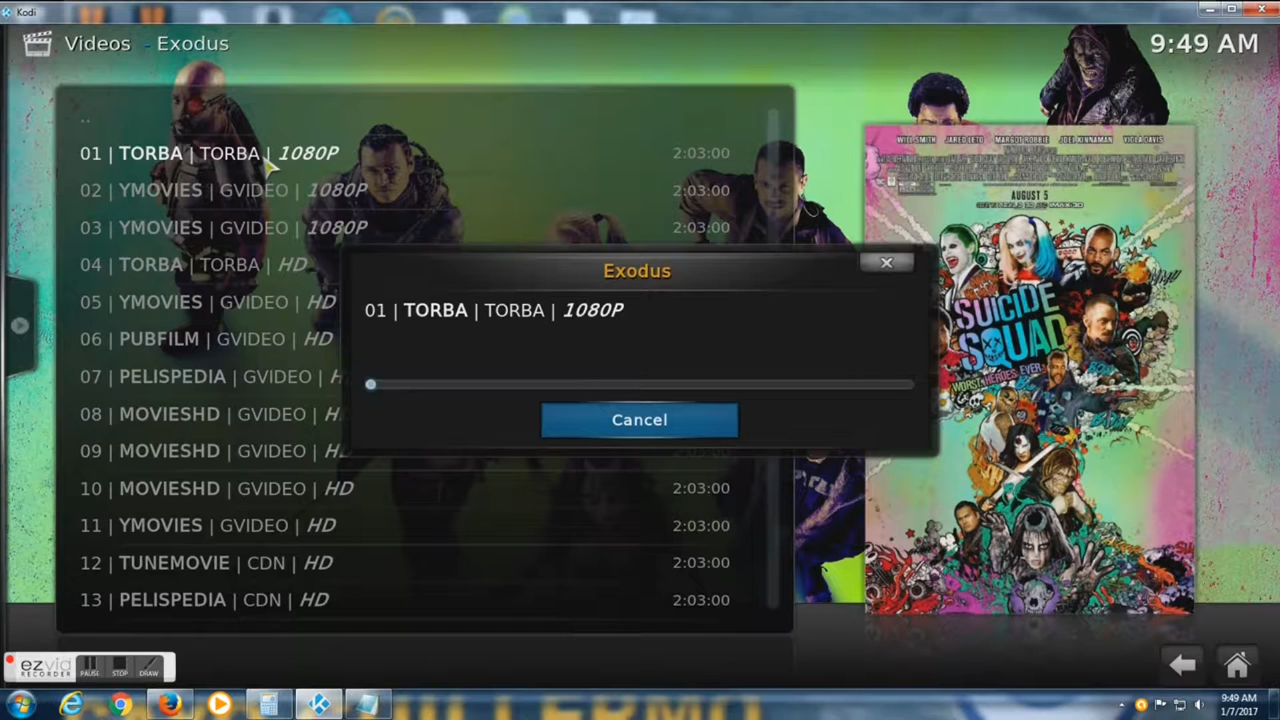 Kodi
Videos - Exodus
9:49 AM
..
01 | TORBA | TORBA | 1080P 2:03:00
02 | YMOVIES | GVIDEO | 1080P 2:03:00
03 | YMOVIES | GVIDEO | 1080P 2:03:00
04 | TORBA | TORBA | HD
05 | YMOVIES | GVIDEO | HD
06 | PUBFILM | GVIDEO | HD
07 | PELISPEDIA | GVIDEO |
08 | MOVIESHD | GVIDEO |
09 | MOVIESHD | GVIDEO |
10 | MOVIESHD | GVIDEO | HD 2:03:00
11 | YMOVIES | GVIDEO | HD 2:03:00
12 | TUNEMOVIE | CDN | HD 2:03:00
13 | PELISPEDIA | CDN | HD 2:03:00
Exodus
01 | TORBA | TORBA | 1080P
Cancel
WILL SMITH JARED LETO MARGOT ROBBIE JOEL KINNAMAN VIOLA DAVIS
AUGUST 5
SUICIDE
SQUAD
WORST. HEROES. EVER.
ezvid
RECORDER
PAUSE STOP DRAW
9:49 AM
1/7/2017